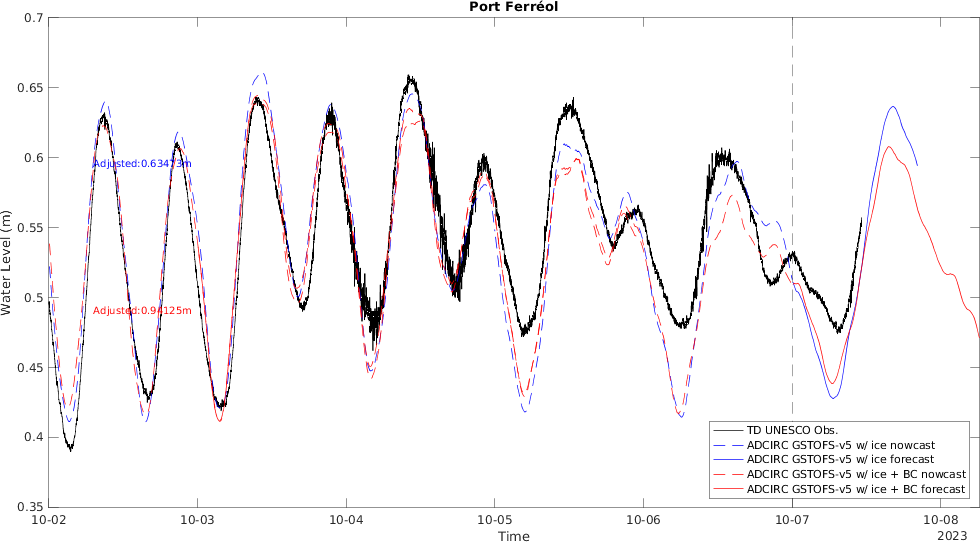 Port Ferréol
0.7
0.65
0.6
0.55
0.5
0.45
0.4
0.35
Water Level (m)
Adjusted:0.63473m
Adjusted:0.94125m
TD UNESCO Obs.
ADCIRC GSTOFS-v5 w/ ice nowcast
ADCIRC GSTOFS-v5 w/ ice forecast
ADCIRC GSTOFS-v5 w/ ice + BC nowcast
ADCIRC GSTOFS-v5 w/ ice + BC forecast
10-02 10-03 10-04 10-05 10-06 10-07 10-08
Time
2023